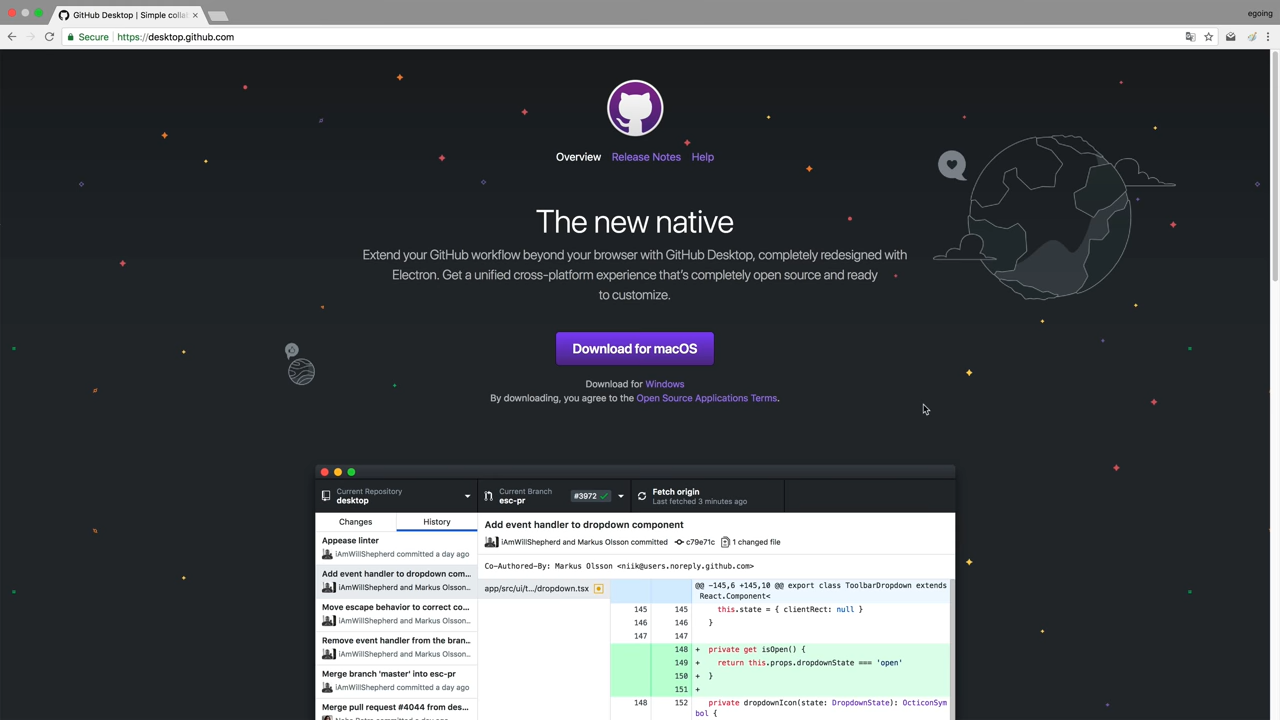 GitHub Desktop | Simple colla
egoing
Secure
https://desktop.github.com
Overview Release Notes Help
The new native
Extend your GitHub workflow beyond your browser with GitHub Desktop, completely redesigned with
Electron. Get a unified cross-platform experience that's completely open source and ready
to customize.
Download for macOS
Download for Windows
By downloading, you agree to the Open Source Applications Terms.
Current Repository
desktop
Current Branch
esc-pr
#3972
Fetch origin
Last fetched 3 minutes ago
Changes History
Appease linter
iAmWillShepherd committed a day ago
Add event handler to dropdown com...
iAmWillShepherd and Markus Olsson...
Move escape behavior to correct co...
iAmWillShepherd and Markus Olsson...
Remove event handler from the bran...
iAmWillShepherd and Markus Olsson...
Merge branch 'master' into esc-pr
iAmWillShepherd committed a day ago
Merge pull request #4044 from des...
Add event handler to dropdown component
iAmWillShepherd and Markus Olsson committed c79e71c 1 changed file
Co-Authored-By: Markus Olsson <niik@users.noreply.github.com>
app/src/ui/t.../dropdown.tsx
@@ -145,6 +145,10 @@ export class ToolbarDropdown extends
React.Component<
145 145 this.state = { clientRect: null }
146 146 }
147 147
148 + private get isOpen() {
149 + return this.props.dropdownState === 'open'
150 + }
151 +
148 152 private dropdownIcon(state: DropdownState): OcticonSym
bol {